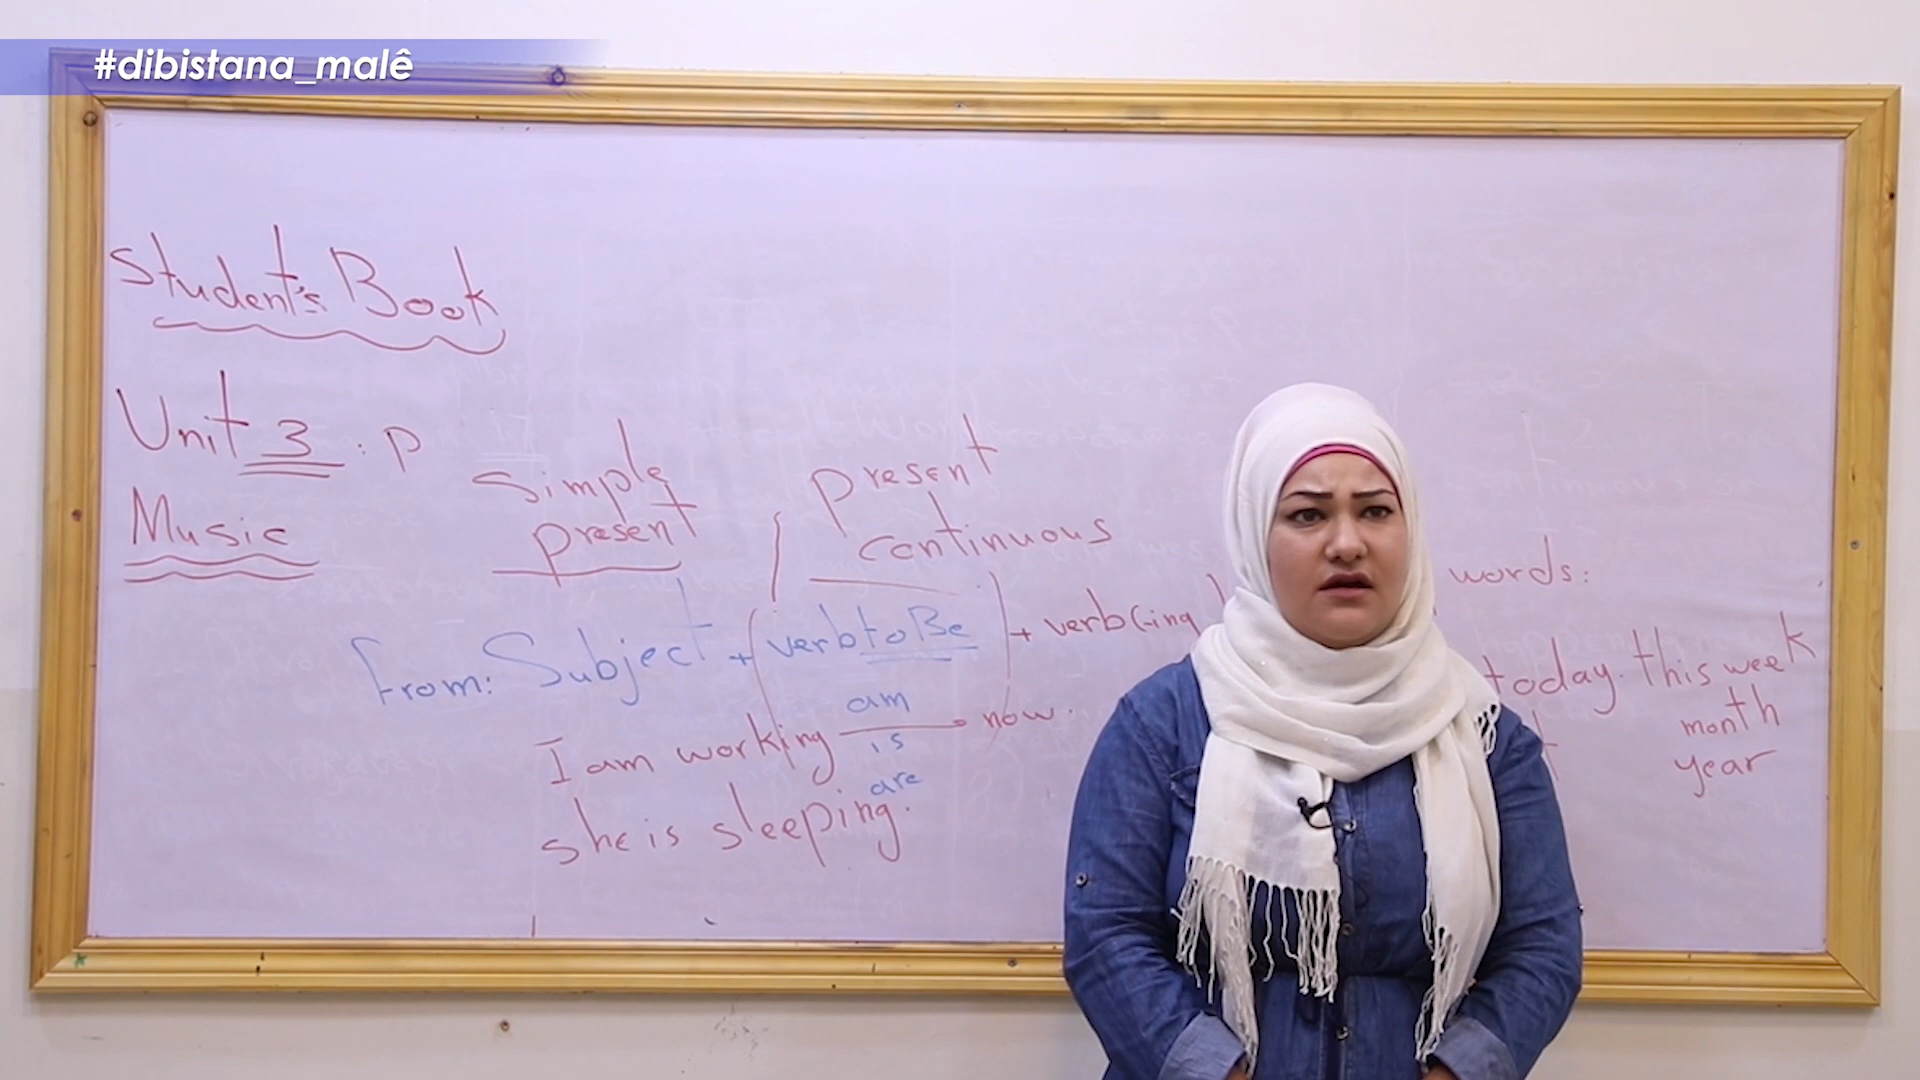 #dibistana_malê
Student's Book
Unit 3 : p
Music
Simple
present
present
continuous
From: Subject + (verb to Be) + verb(-ing)
am
is
are
I am working now.
she is sleeping.
words:
today. this week
month
year